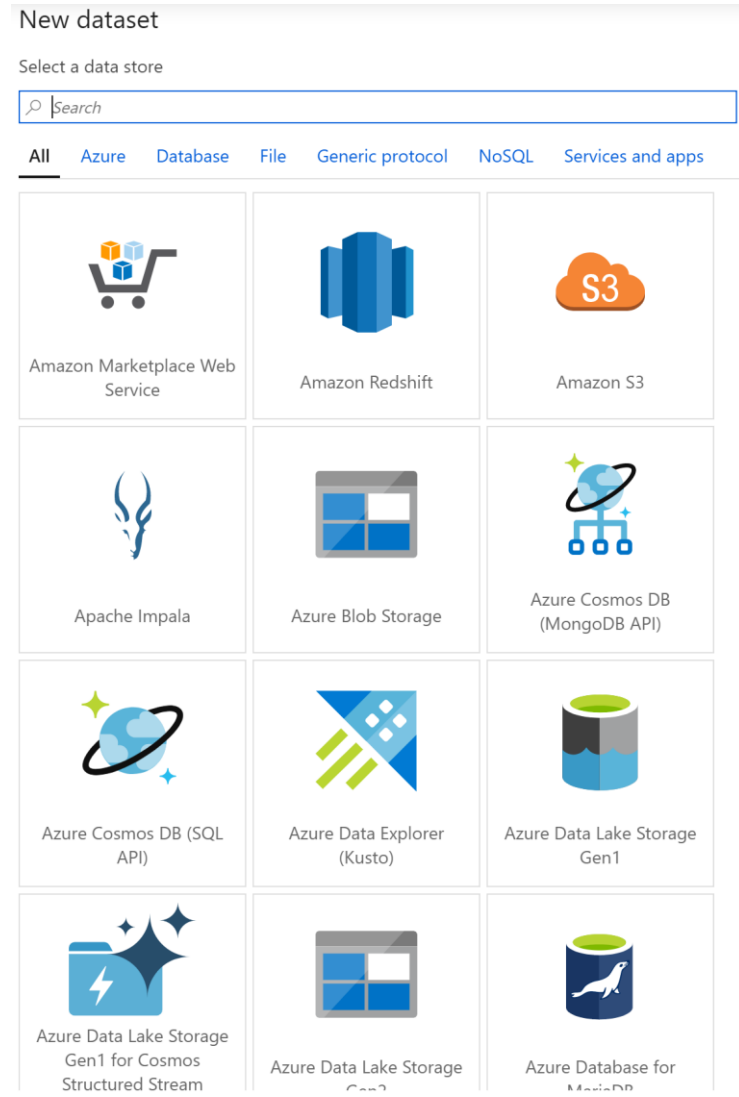 New dataset
Select a data store
Search
All Azure Database File Generic protocol NoSQL Services and apps
S3
Amazon Marketplace Web
Service
Amazon Redshift
Amazon S3
Apache Impala
Azure Blob Storage
Azure Cosmos DB
(MongoDB API)
Azure Cosmos DB (SQL
API)
Azure Data Explorer
(Kusto)
Azure Data Lake Storage
Gen1
Azure Data Lake Storage
Gen1 for Cosmos
Structured Stream
Azure Data Lake Storage
Gen2
Azure Database for
MariaDB